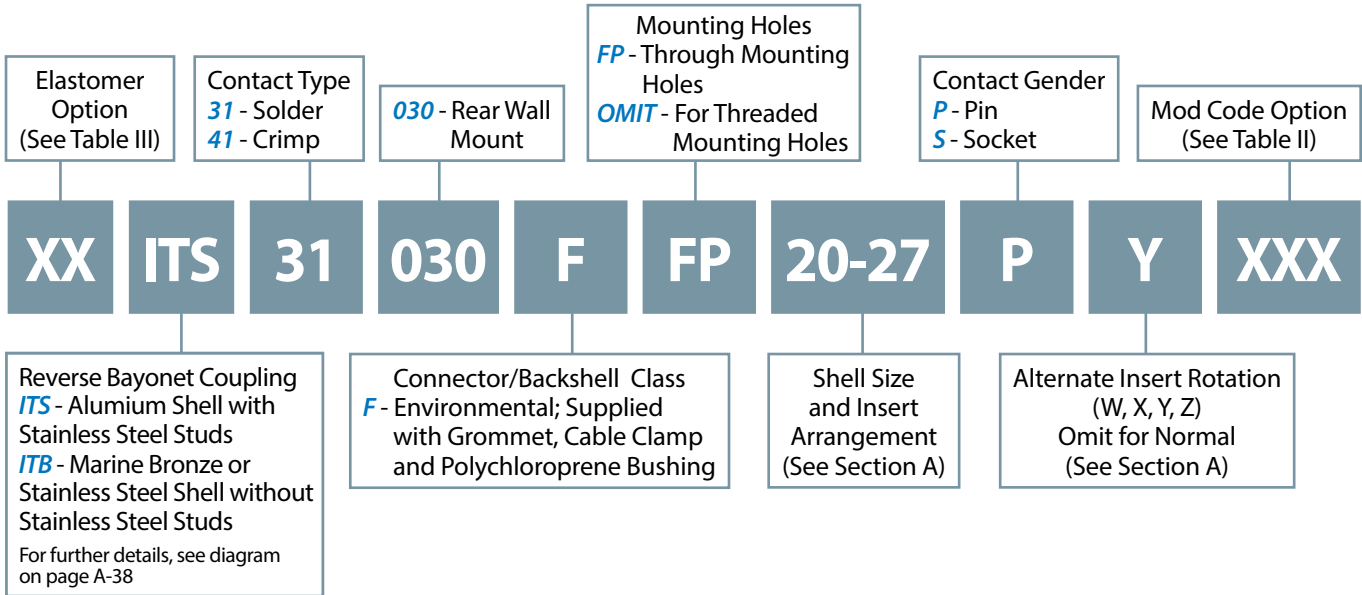 Elastomer
Option
(See Table III)
Contact Type
31 - Solder
41 - Crimp
030 - Rear Wall
Mount
Mounting Holes
FP - Through Mounting
Holes
OMIT - For Threaded
Mounting Holes
Contact Gender
P - Pin
S - Socket
Mod Code Option
(See Table II)
XX ITS 31 030 F FP 20-27 P Y XXX
Reverse Bayonet Coupling
ITS - Alumium Shell with
Stainless Steel Studs
ITB - Marine Bronze or
Stainless Steel Shell without
Stainless Steel Studs
For further details, see diagram
on page A-38
Connector/Backshell Class
F - Environmental; Supplied
with Grommet, Cable Clamp
and Polychloroprene Bushing
Shell Size
and Insert
Arrangement
(See Section A)
Alternate Insert Rotation
(W, X, Y, Z)
Omit for Normal
(See Section A)